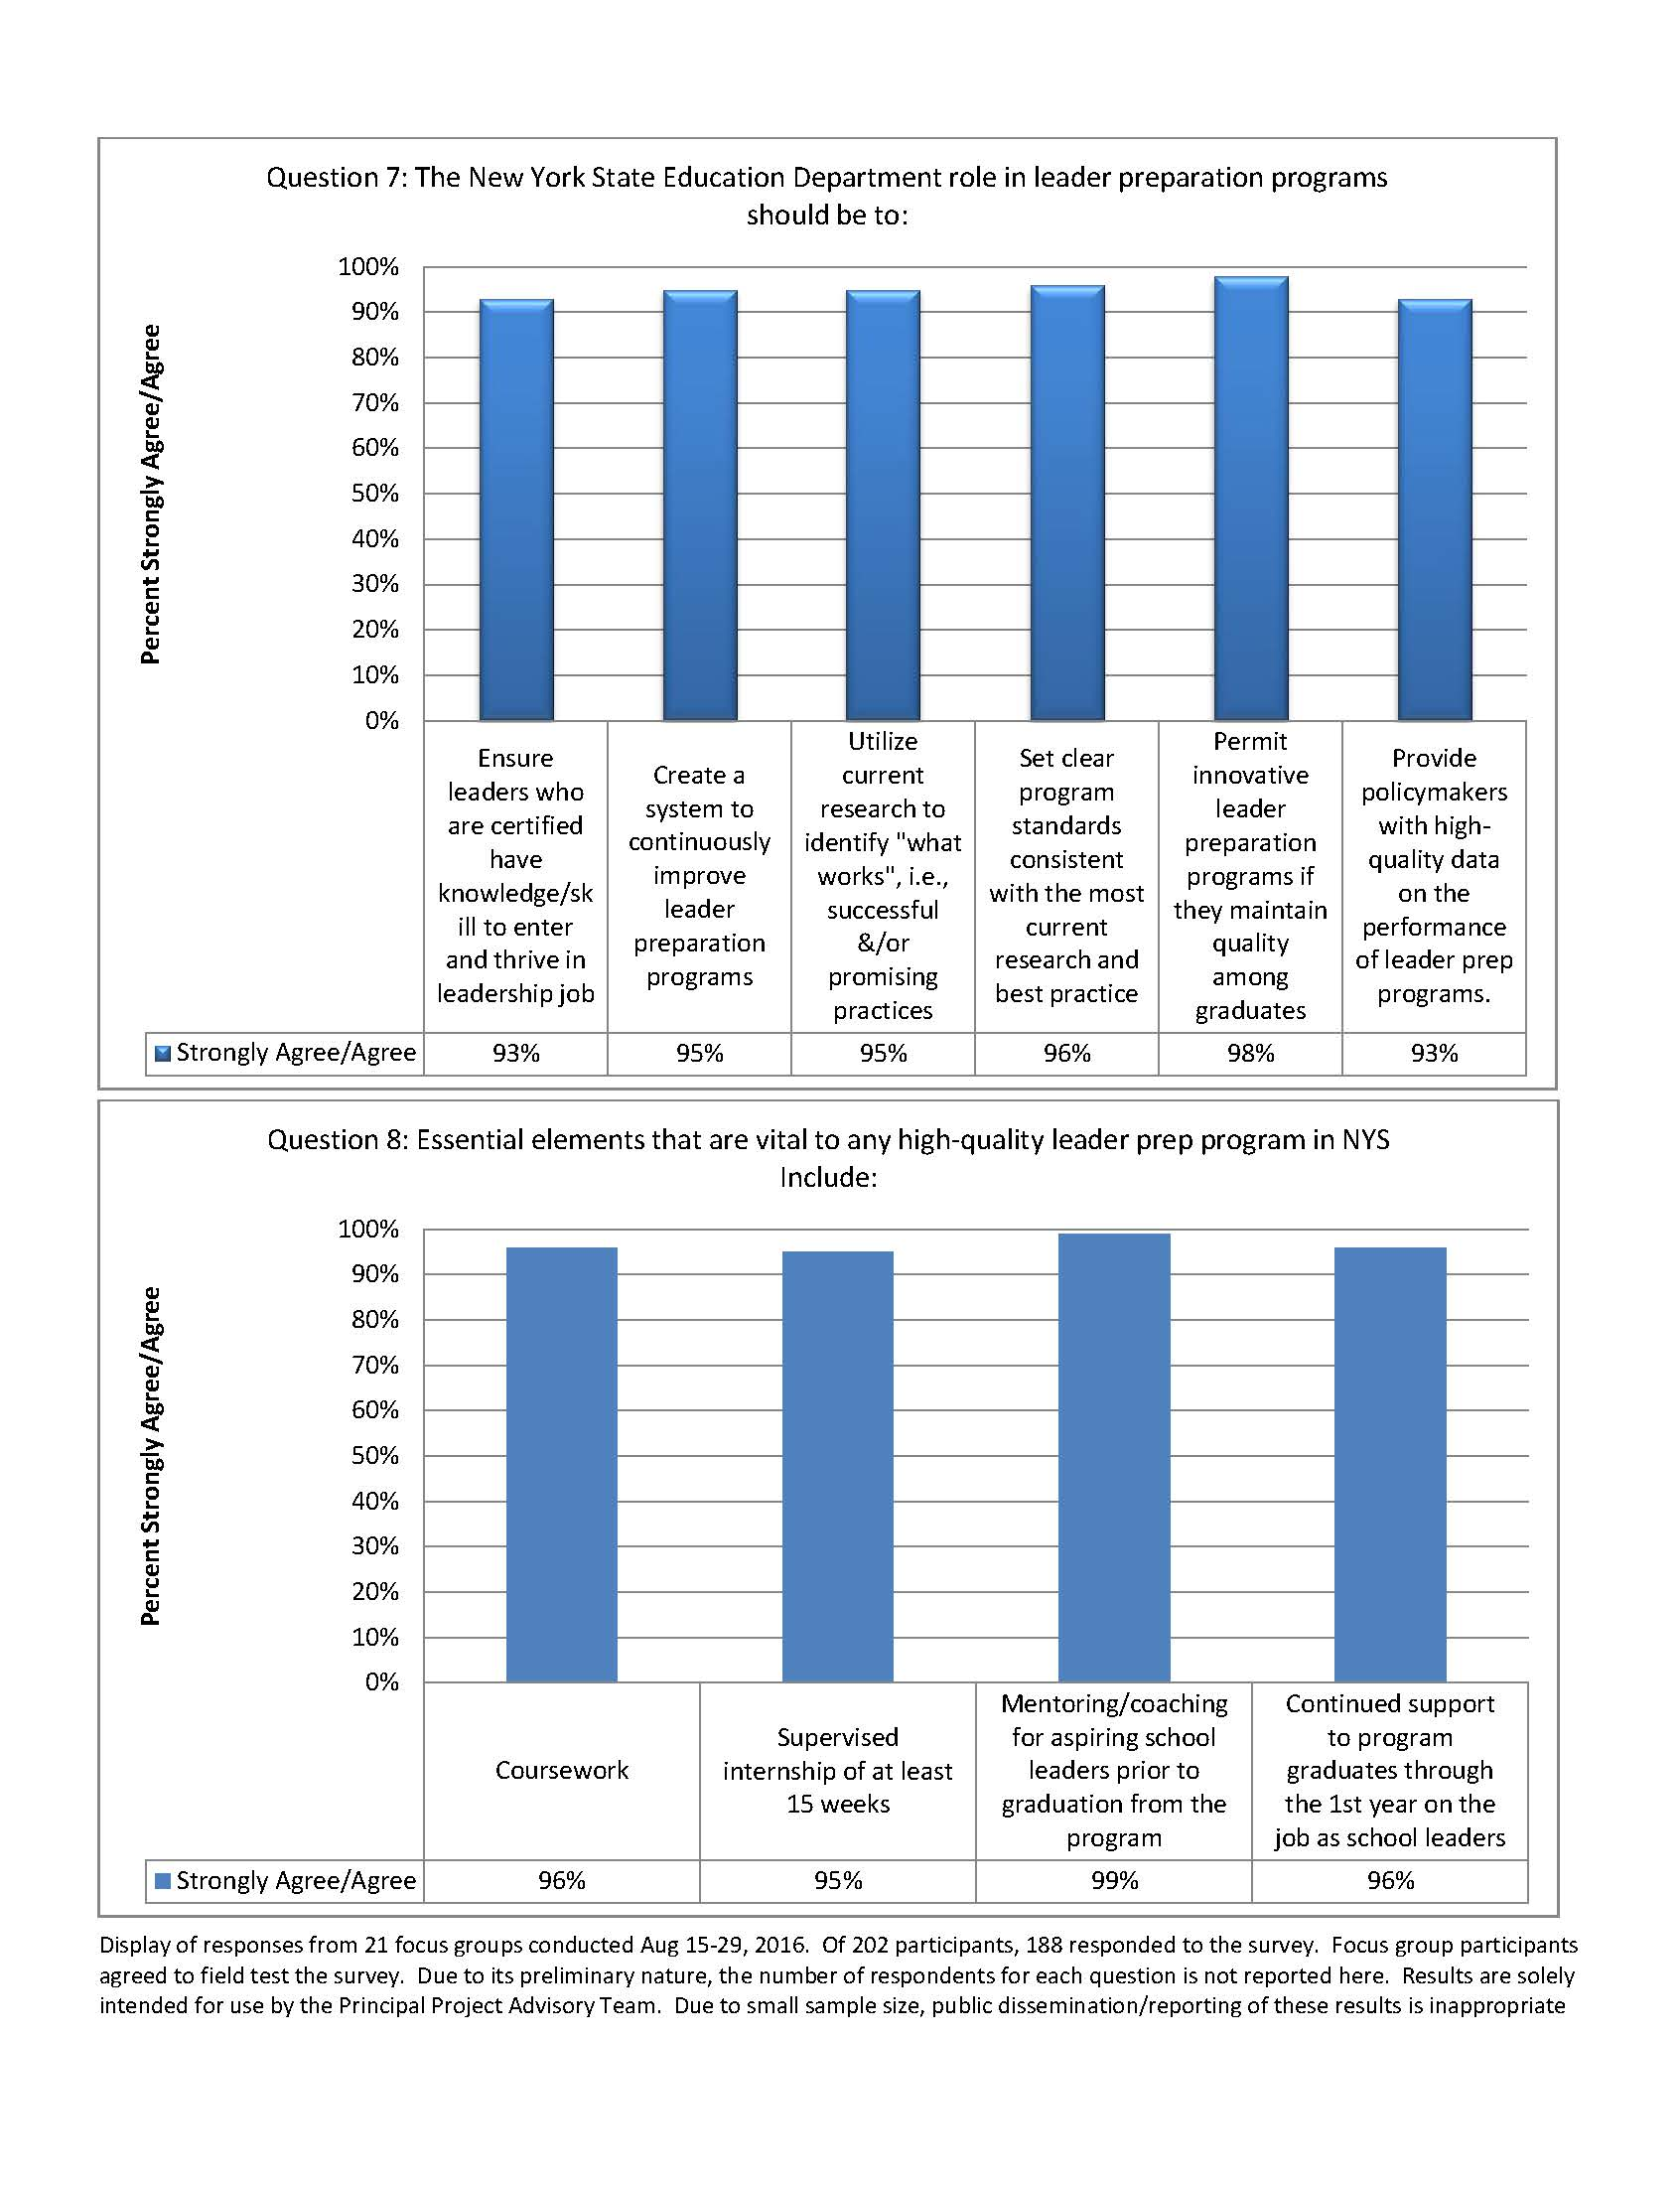 Question 7: The New York State Education Department role in leader preparation programs
should be to:
Percent Strongly Agree/Agree
100%
90%
80%
70%
60%
50%
40%
30%
20%
10%
0%
Ensure
leaders who
are certified
have
knowledge/sk
ill to enter
and thrive in
leadership job
Create a
system to
continuously
improve
leader
preparation
programs
Utilize
current
research to
identify "what
works", i.e.,
successful
&/or
promising
practices
Set clear
program
standards
consistent
with the most
current
research and
best practice
Permit
innovative
leader
preparation
programs if
they maintain
quality
among
graduates
Provide
policymakers
with high-
quality data
on the
performance
of leader prep
programs.
Strongly Agree/Agree 93% 95% 95% 96% 98% 93%
Question 8: Essential elements that are vital to any high-quality leader prep program in NYS
Include:
Percent Strongly Agree/Agree
100%
90%
80%
70%
60%
50%
40%
30%
20%
10%
0%
Coursework
Supervised
internship of at least
15 weeks
Mentoring/coaching
for aspiring school
leaders prior to
graduation from the
program
Continued support
to program
graduates through
the 1st year on the
job as school leaders
Strongly Agree/Agree 96% 95% 99% 96%
Display of responses from 21 focus groups conducted Aug 15-29, 2016.  Of 202 participants, 188 responded to the survey.  Focus group participants
agreed to field test the survey.  Due to its preliminary nature, the number of respondents for each question is not reported here.  Results are solely
intended for use by the Principal Project Advisory Team.  Due to small sample size, public dissemination/reporting of these results is inappropriate